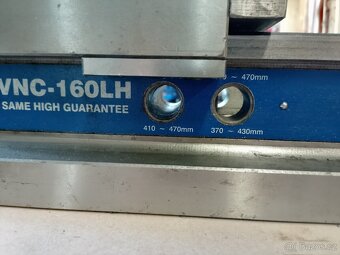 ~ 470mm
VNC-160LH
SAME HIGH GUARANTEE
410 ~ 470mm
370 ~ 430mm